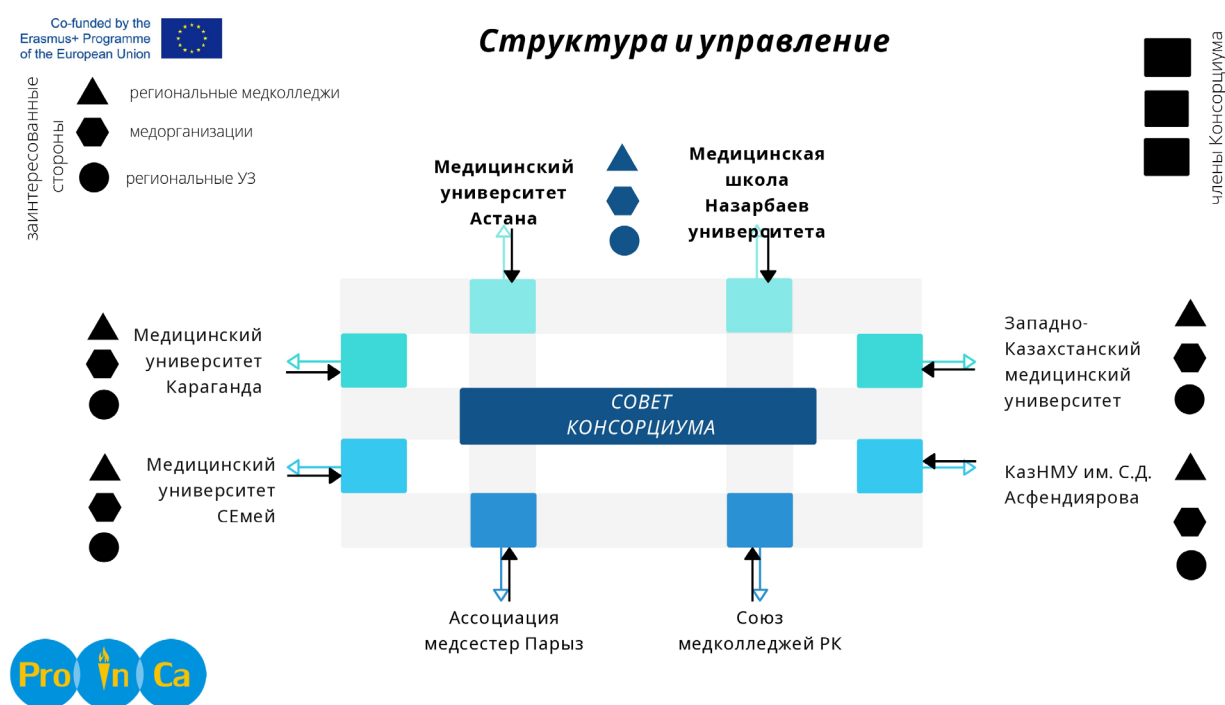 Co-funded by the
Erasmus+ Programme
of the European Union
Структура и управление
заинтересованные
стороны
региональные медколледжи
медорганизации
региональные УЗ
члены Консорциума
Медицинский
университет
Астана
Медицинская
школа
Назарбаев
университета
Медицинский
университет
Караганда
Западно-
Казахстанский
медицинский
университет
СОВЕТ
КОНСОРЦИУМА
Медицинский
университет
СЕмей
КазНМУ им. С.Д.
Асфендиярова
Ассоциация
медсестер Парыз
Союз
медколледжей РК
Pro In Ca